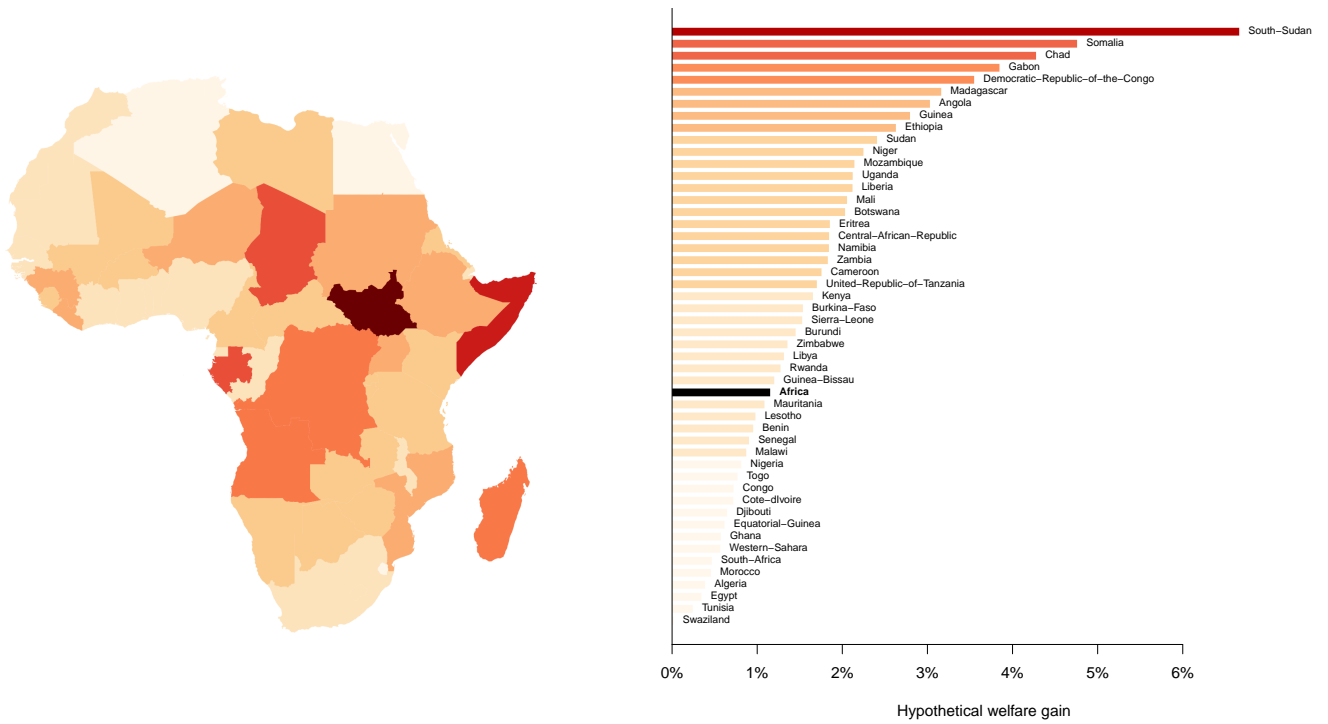 South−Sudan
Somalia
Chad
Gabon
Democratic−Republic−of−the−Congo
Madagascar
Angola
Guinea
Ethiopia
Sudan
Niger
Mozambique
Uganda
Liberia
Mali
Botswana
Eritrea
Central−African−Republic
Namibia
Zambia
Cameroon
United−Republic−of−Tanzania
Kenya
Burkina−Faso
Sierra−Leone
Burundi
Zimbabwe
Libya
Rwanda
Guinea−Bissau
Africa
Mauritania
Lesotho
Benin
Senegal
Malawi
Nigeria
Togo
Congo
Cote−dIvoire
Djibouti
Equatorial−Guinea
Ghana
Western−Sahara
South−Africa
Morocco
Algeria
Egypt
Tunisia
Swaziland
0% 1% 2% 3% 4% 5% 6%
Hypothetical welfare gain